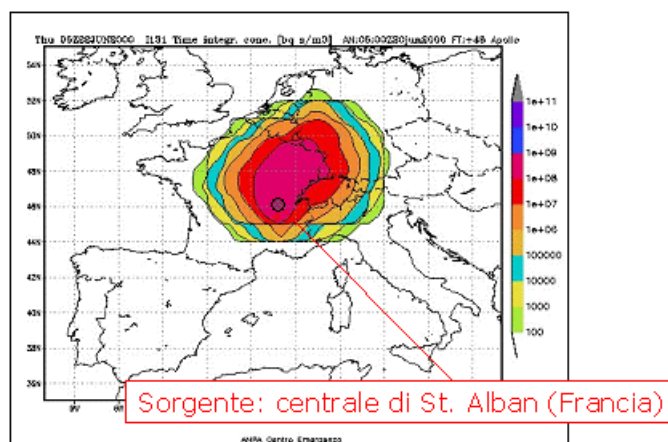 Thu 05Z22JUN2000 I131 Time integr. conc. [bq s/m3) AN:05:00Z20jun2000 FT:+48 Apollo
54N
52N
50N
48N
46N
44N
42N
40N
38N
36N
1e+11
1e+10
1e+09
1e+08
1e+07
1e+06
100000
10000
1000
100
Sorgente: centrale di St. Alban (Francia)
ANPA Centro Emergenze